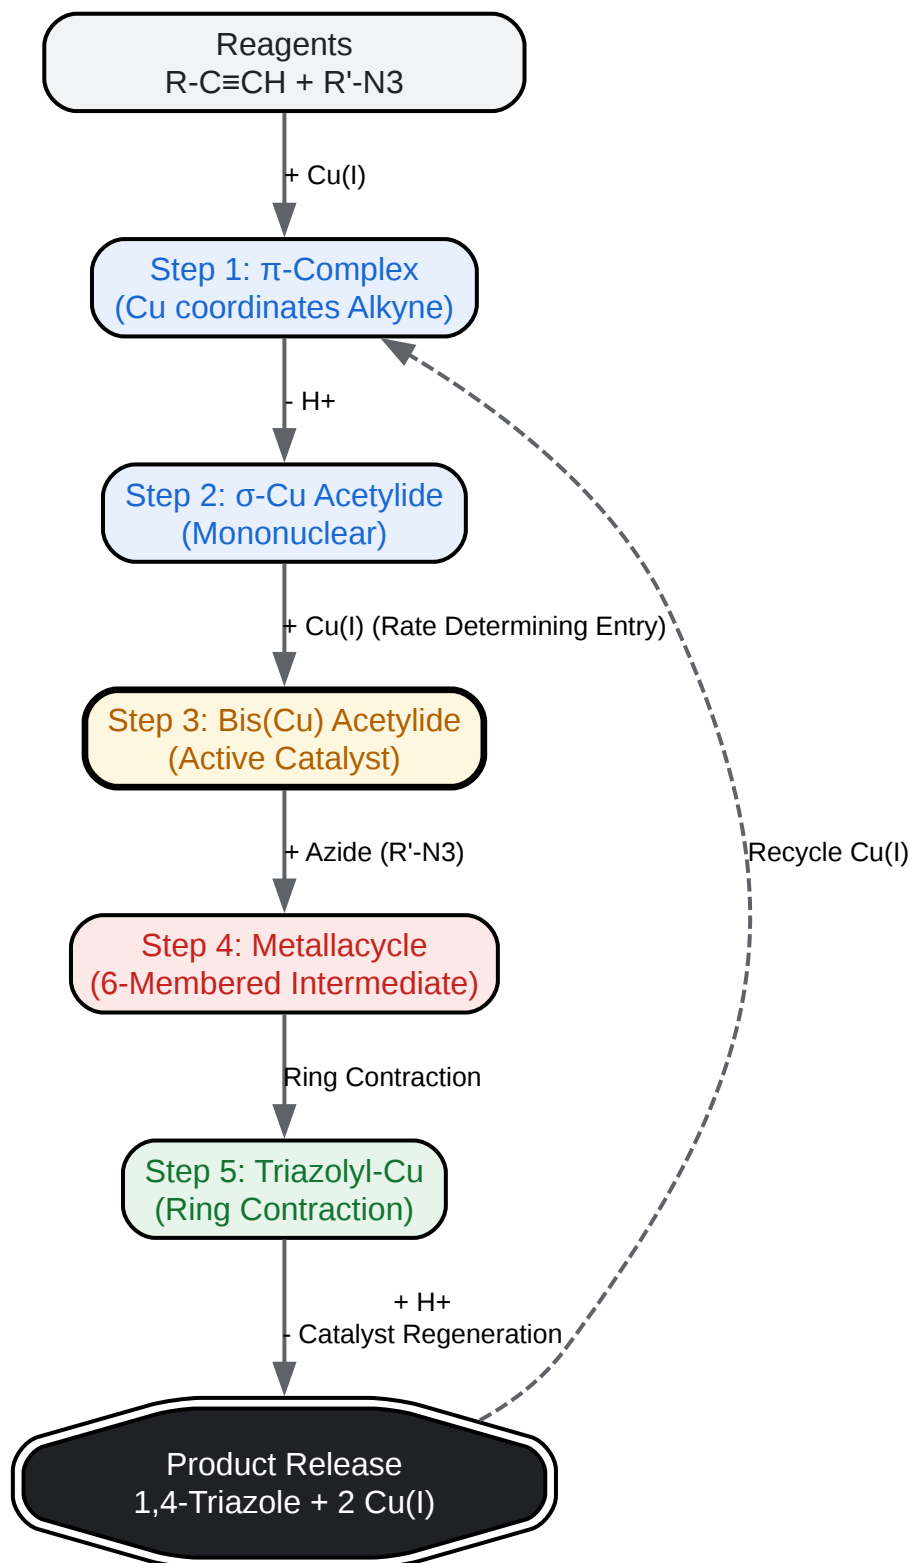 Reagents
R-C≡CH + R'-N3
+ Cu(I)
Step 1: π-Complex
(Cu coordinates Alkyne)
- H+
Step 2: σ-Cu Acetylide
(Mononuclear)
+ Cu(I) (Rate Determining Entry)
Step 3: Bis(Cu) Acetylide
(Active Catalyst)
+ Azide (R'-N3)
Recycle Cu(I)
Step 4: Metallacycle
(6-Membered Intermediate)
Ring Contraction
Step 5: Triazolyl-Cu
(Ring Contraction)
+ H+
- Catalyst Regeneration
Product Release
1,4-Triazole + 2 Cu(I)